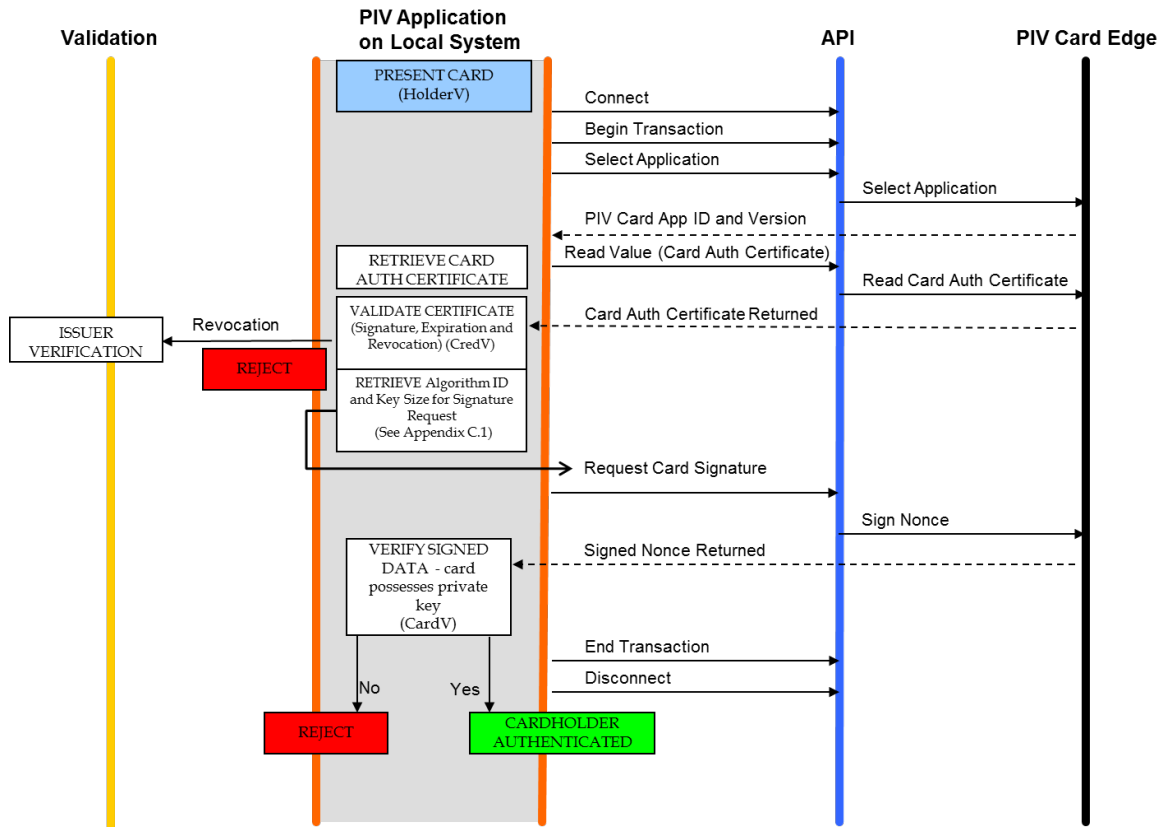 Validation
PIV Application
on Local System
API
PIV Card Edge
PRESENT CARD
(HolderV)
Connect
Begin Transaction
Select Application
Select Application
PIV Card App ID and Version
RETRIEVE CARD
AUTH CERTIFICATE
Read Value (Card Auth Certificate)
Read Card Auth Certificate
Card Auth Certificate Returned
VALIDATE CERTIFICATE
(Signature, Expiration and
Revocation) (CredV)
Revocation
ISSUER
VERIFICATION
REJECT
RETRIEVE Algorithm ID
and Key Size for Signature
Request
(See Appendix C.1)
Request Card Signature
Sign Nonce
Signed Nonce Returned
VERIFY SIGNED
DATA - card
possesses private
key
(CardV)
End Transaction
Disconnect
No
Yes
REJECT
CARDHOLDER
AUTHENTICATED